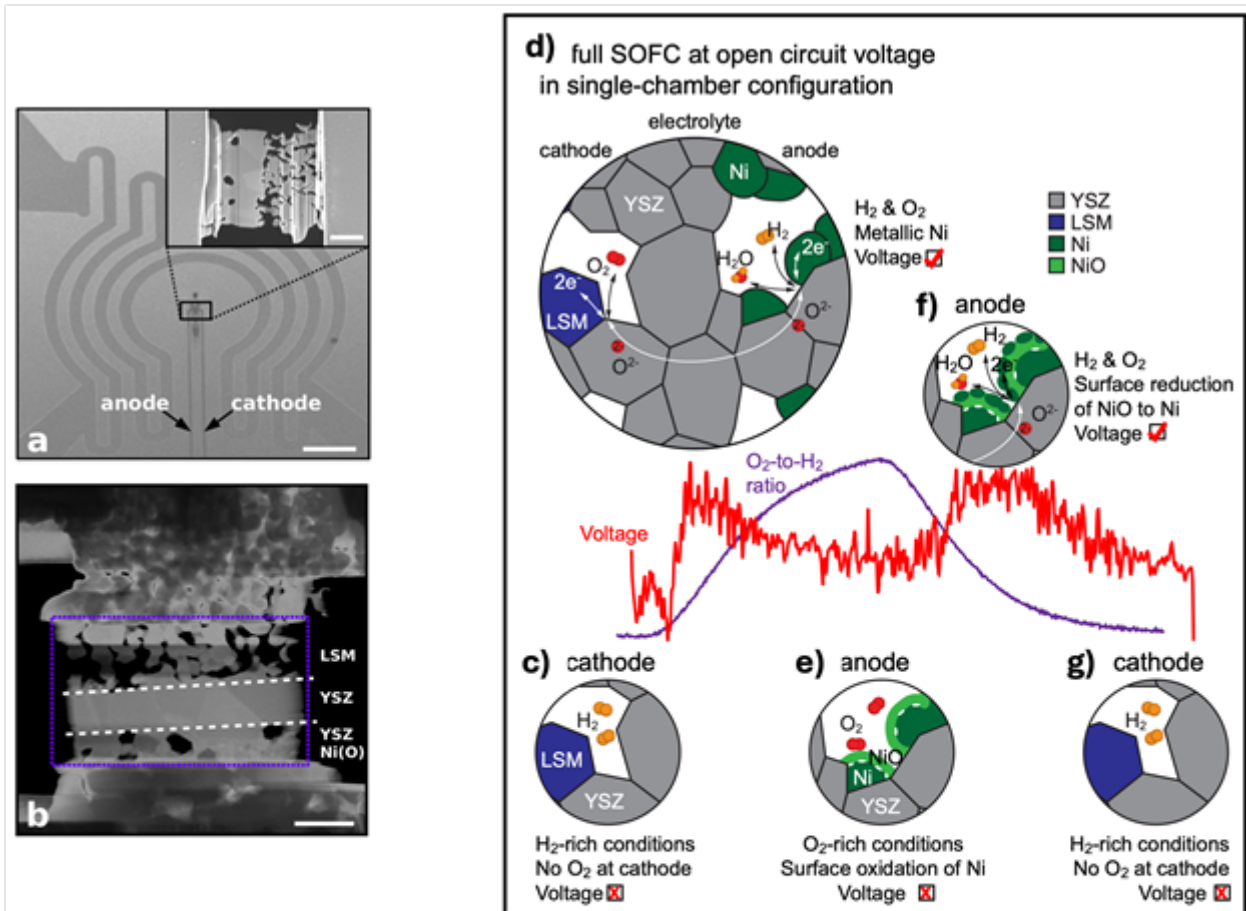 anode
cathode
a
LSM
YSZ
YSZ
Ni(O)
b
d) full SOFC at open circuit voltage
in single-chamber configuration
electrolyte
cathode
anode
Ni
YSZ
O₂
2e⁻
LSM
O²⁻
H₂
H₂O
2e⁻
O²⁻
H₂ & O₂
Metallic Ni
Voltage
YSZ
LSM
Ni
NiO
f) anode
H₂
H₂O
2e⁻
O²⁻
2-
H₂ & O₂
Surface reduction
of NiO to Ni
Voltage
O₂-to-H₂
ratio
Voltage
c) cathode
H₂
LSM
YSZ
H₂-rich conditions
No O₂ at cathode
Voltage
e) anode
O₂
NiO
Ni
YSZ
O₂-rich conditions
Surface oxidation of Ni
Voltage
g) cathode
H₂
H₂-rich conditions
No O₂ at cathode
Voltage